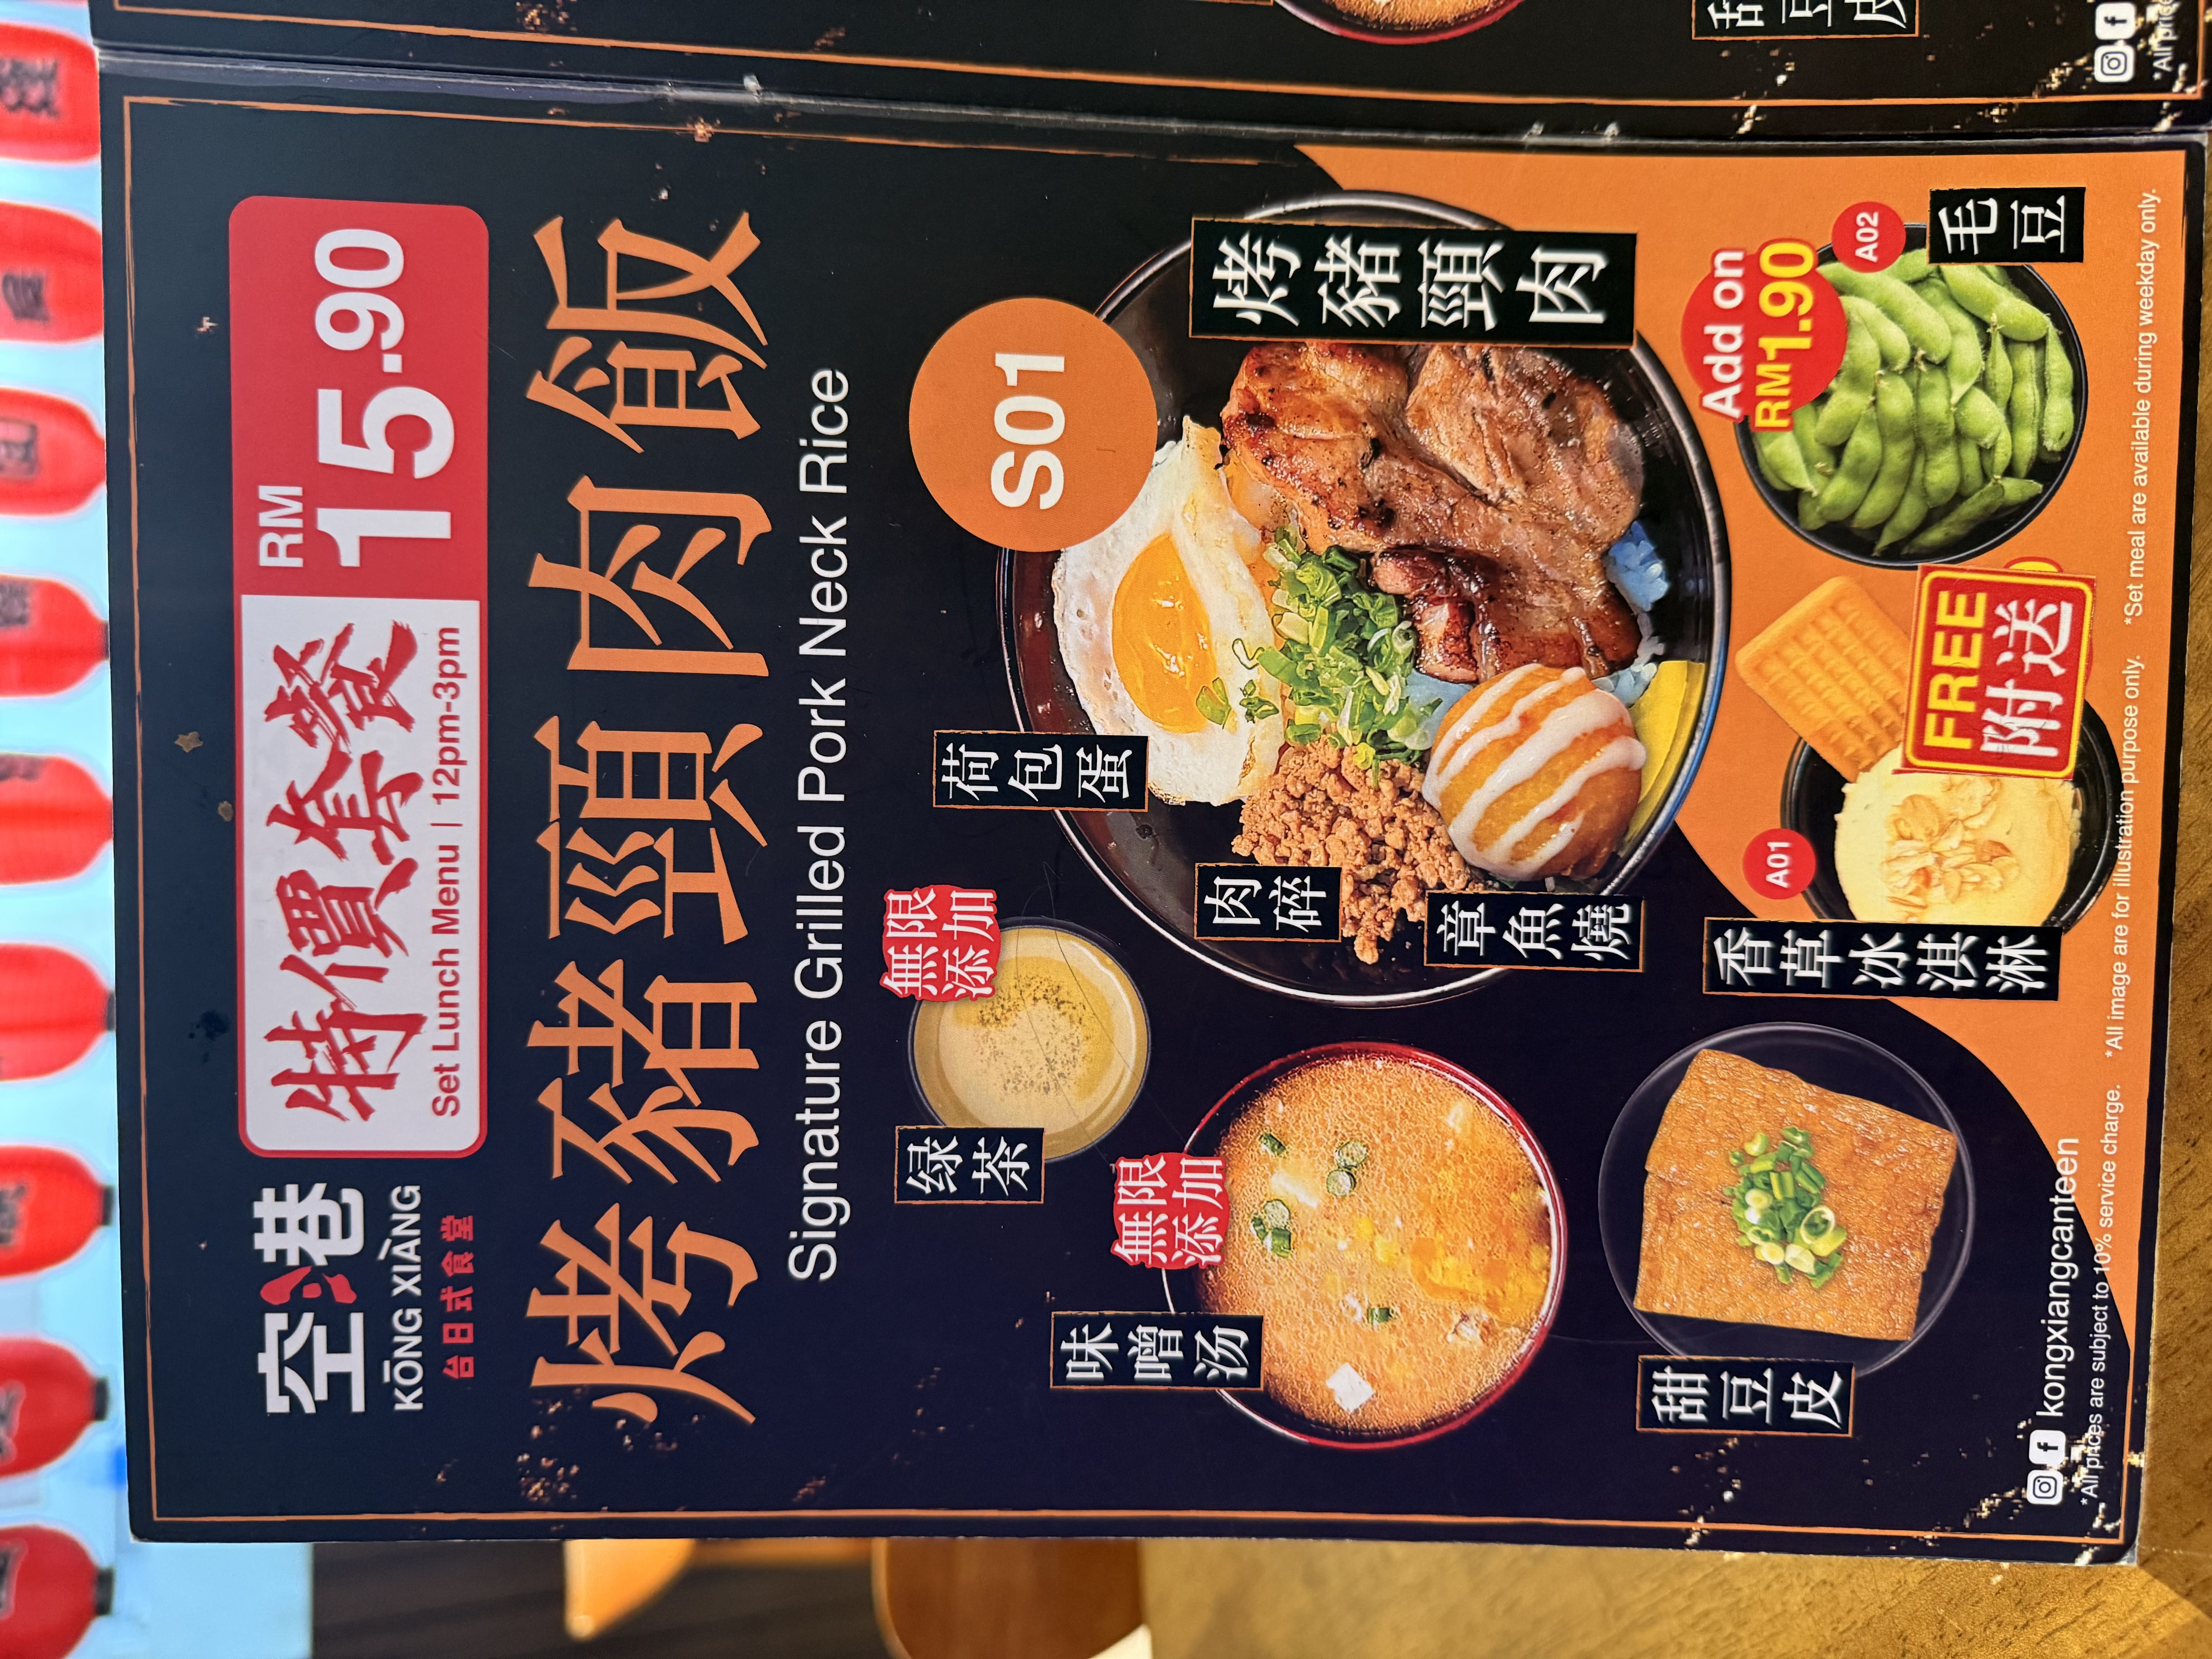 空巷
KŌNG XIÀNG
台日式食堂
特價套餐
Set Lunch Menu | 12pm-3pm
RM
15.90
烤豬頸肉飯
Signature Grilled Pork Neck Rice
S01
無限
添加
绿茶
荷包蛋
烤豬頸肉
無限
添加
味噌汤
肉碎
章魚燒
甜豆皮
香草冰淇淋
A01
FREE
附送
Add on
RM1.90
A02
毛豆
kongxiangcanteen
*All prices are subject to 10% service charge. *All image are for illustration purpose only. *Set meal are available during weekday only.
甜豆皮